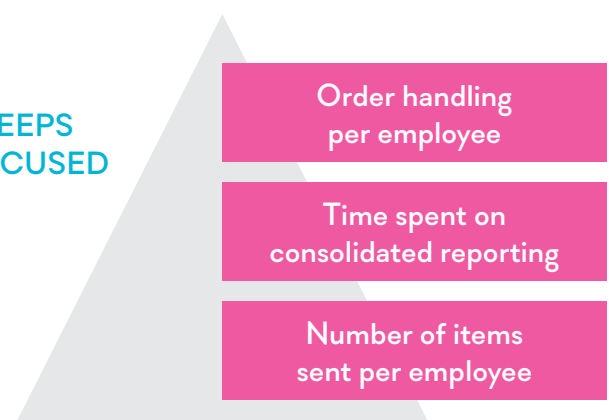 EEPS
CUSED
Order handling
per employee
Time spent on
consolidated reporting
Number of items
sent per employee